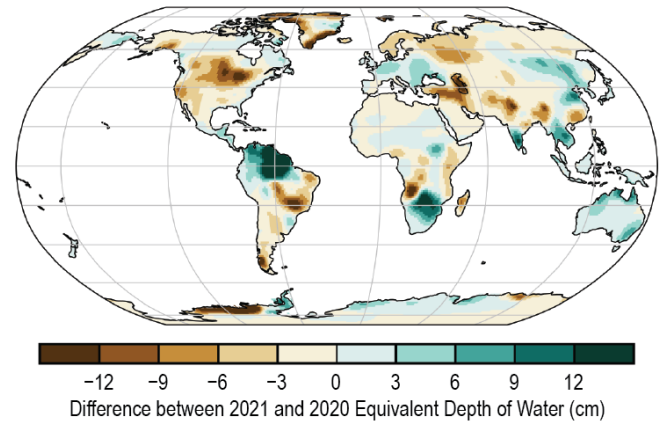 −12 −9 −6 −3 0 3 6 9 12
Difference between 2021 and 2020 Equivalent Depth of Water (cm)